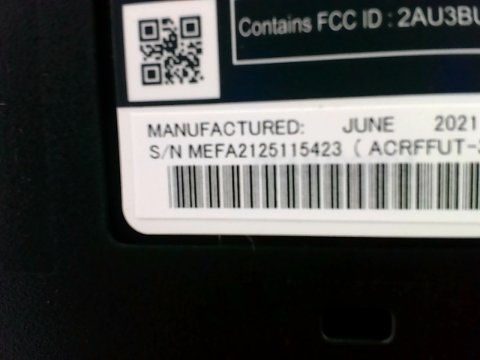 Contains FCC ID : 2AU3BU
MANUFACTURED: JUNE 2021
S/N MEFA2125115423 ( ACRFFUT-